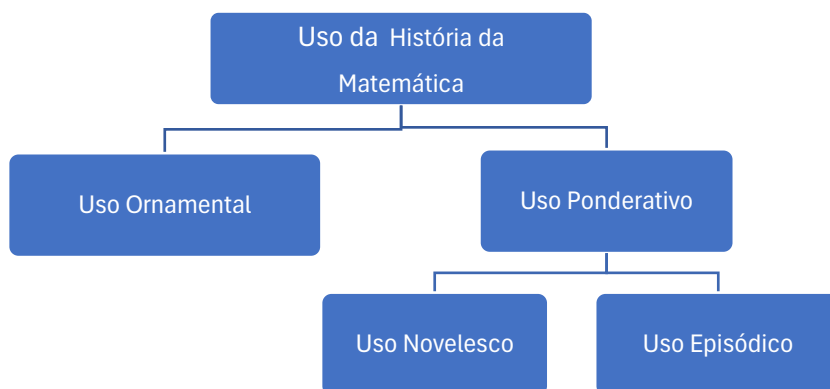 Uso da História da
Matemática
Uso Ornamental
Uso Ponderativo
Uso Novelesco
Uso Episódico